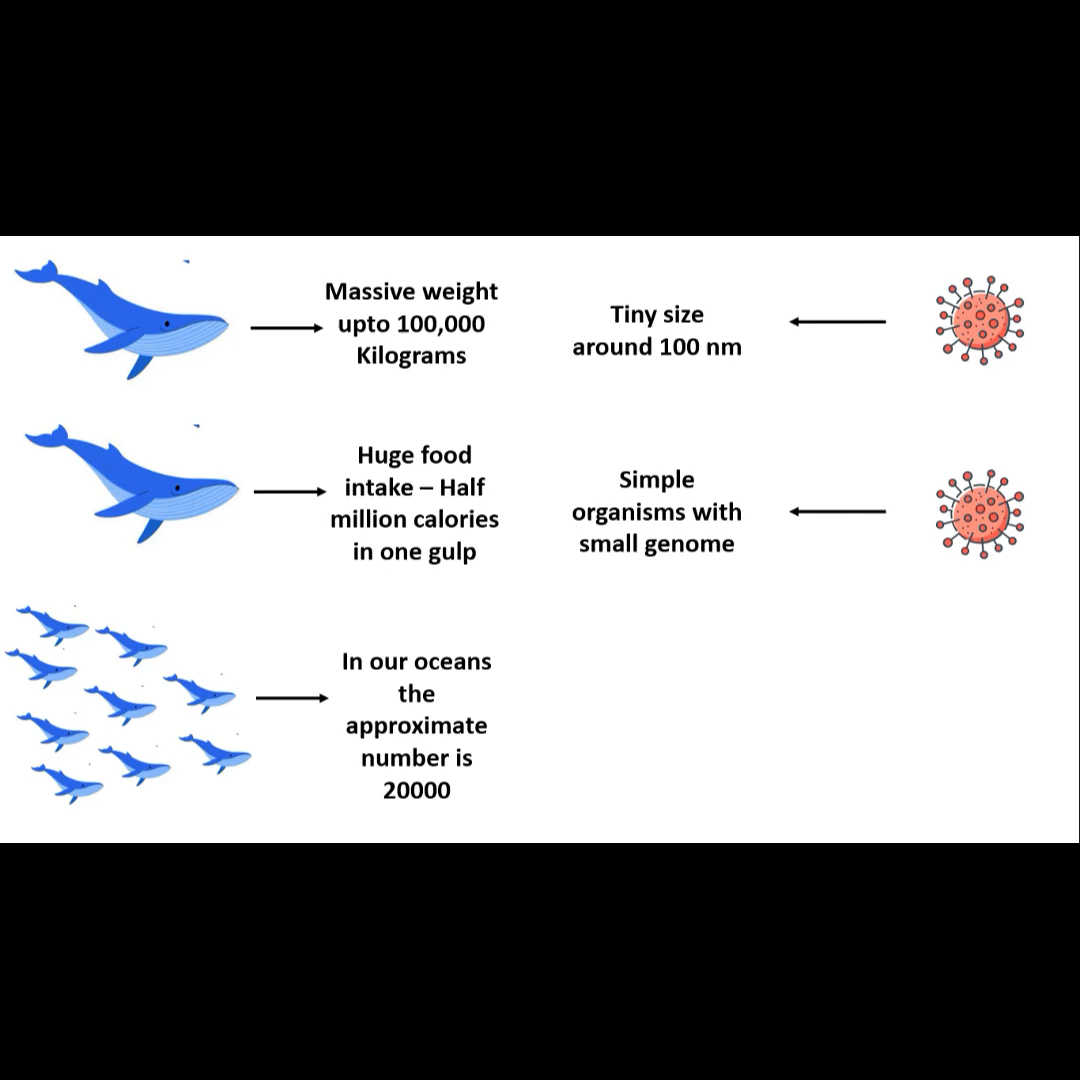 Massive weight
upto 100,000
Kilograms
Tiny size
around 100 nm
Huge food
intake – Half
million calories
in one gulp
Simple
organisms with
small genome
In our oceans
the
approximate
number is
20000